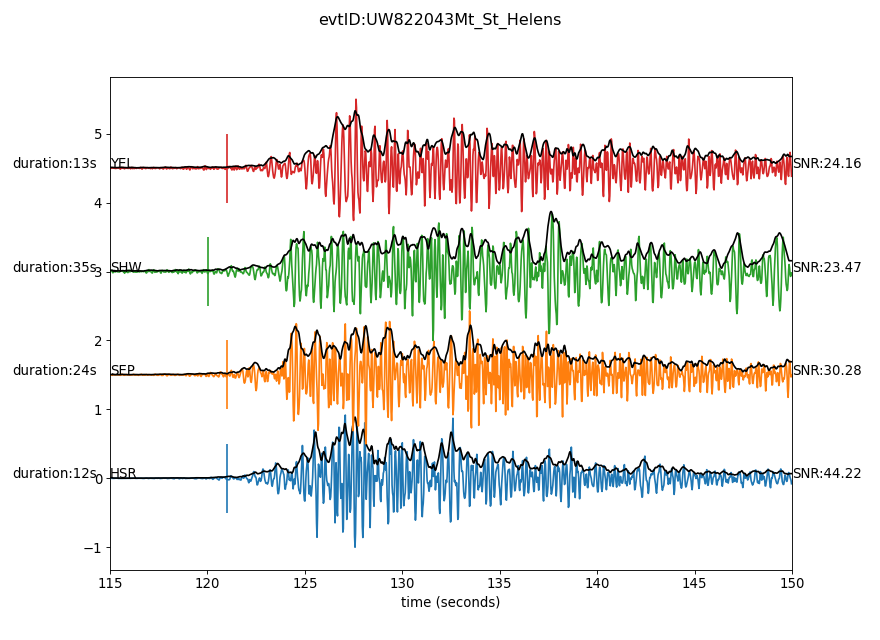 evtID:UW822043Mt_St_Helens
5
duration:13s YEL SNR:24.16
4
duration:35s SHW SNR:23.47
3
2
duration:24s SEP SNR:30.28
1
duration:12s HSR SNR:44.22
0
−1
115 120 125 130 135 140 145 150
time (seconds)